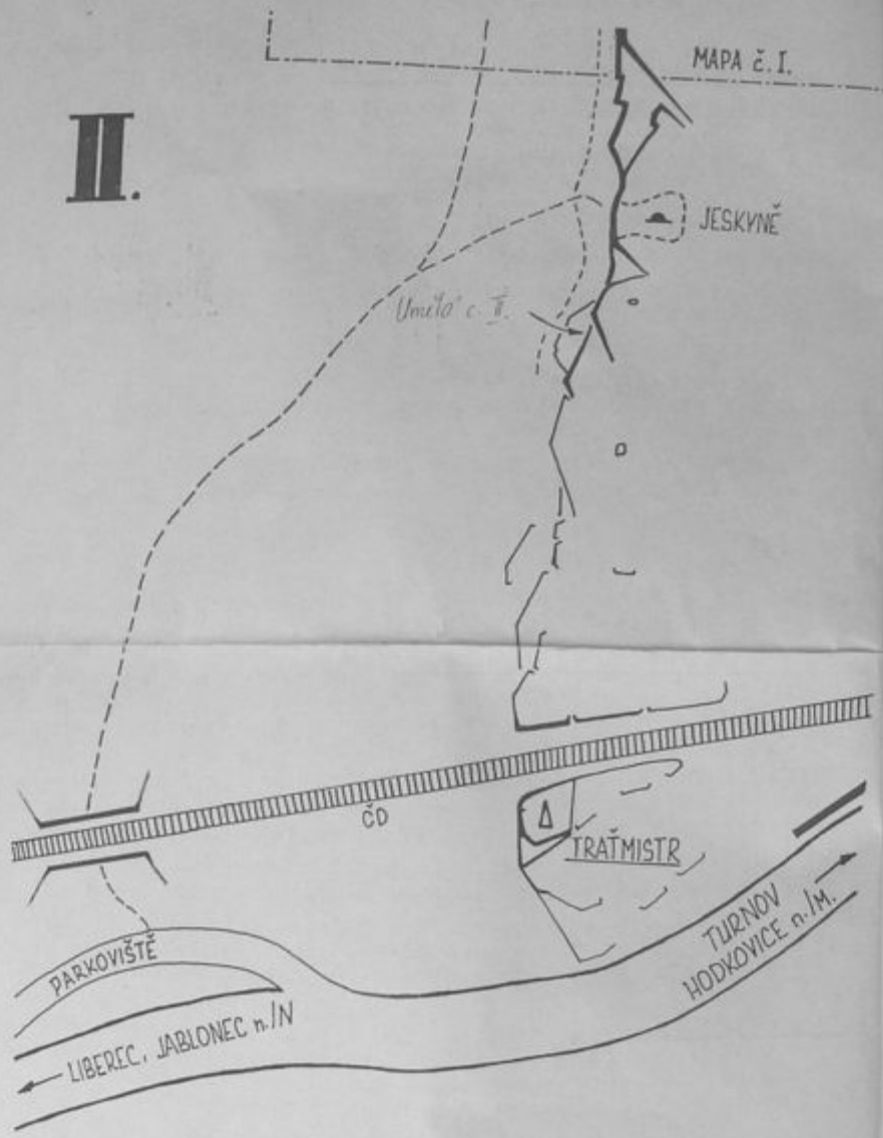 MAPA č. I.
II.
JESKYNĚ
Umělá c. II.
ČD
TRAŤMISTR
PARKOVIŠTĚ
TURNOV
HODKOVICE n./M.
LIBEREC, JABLONEC n./N